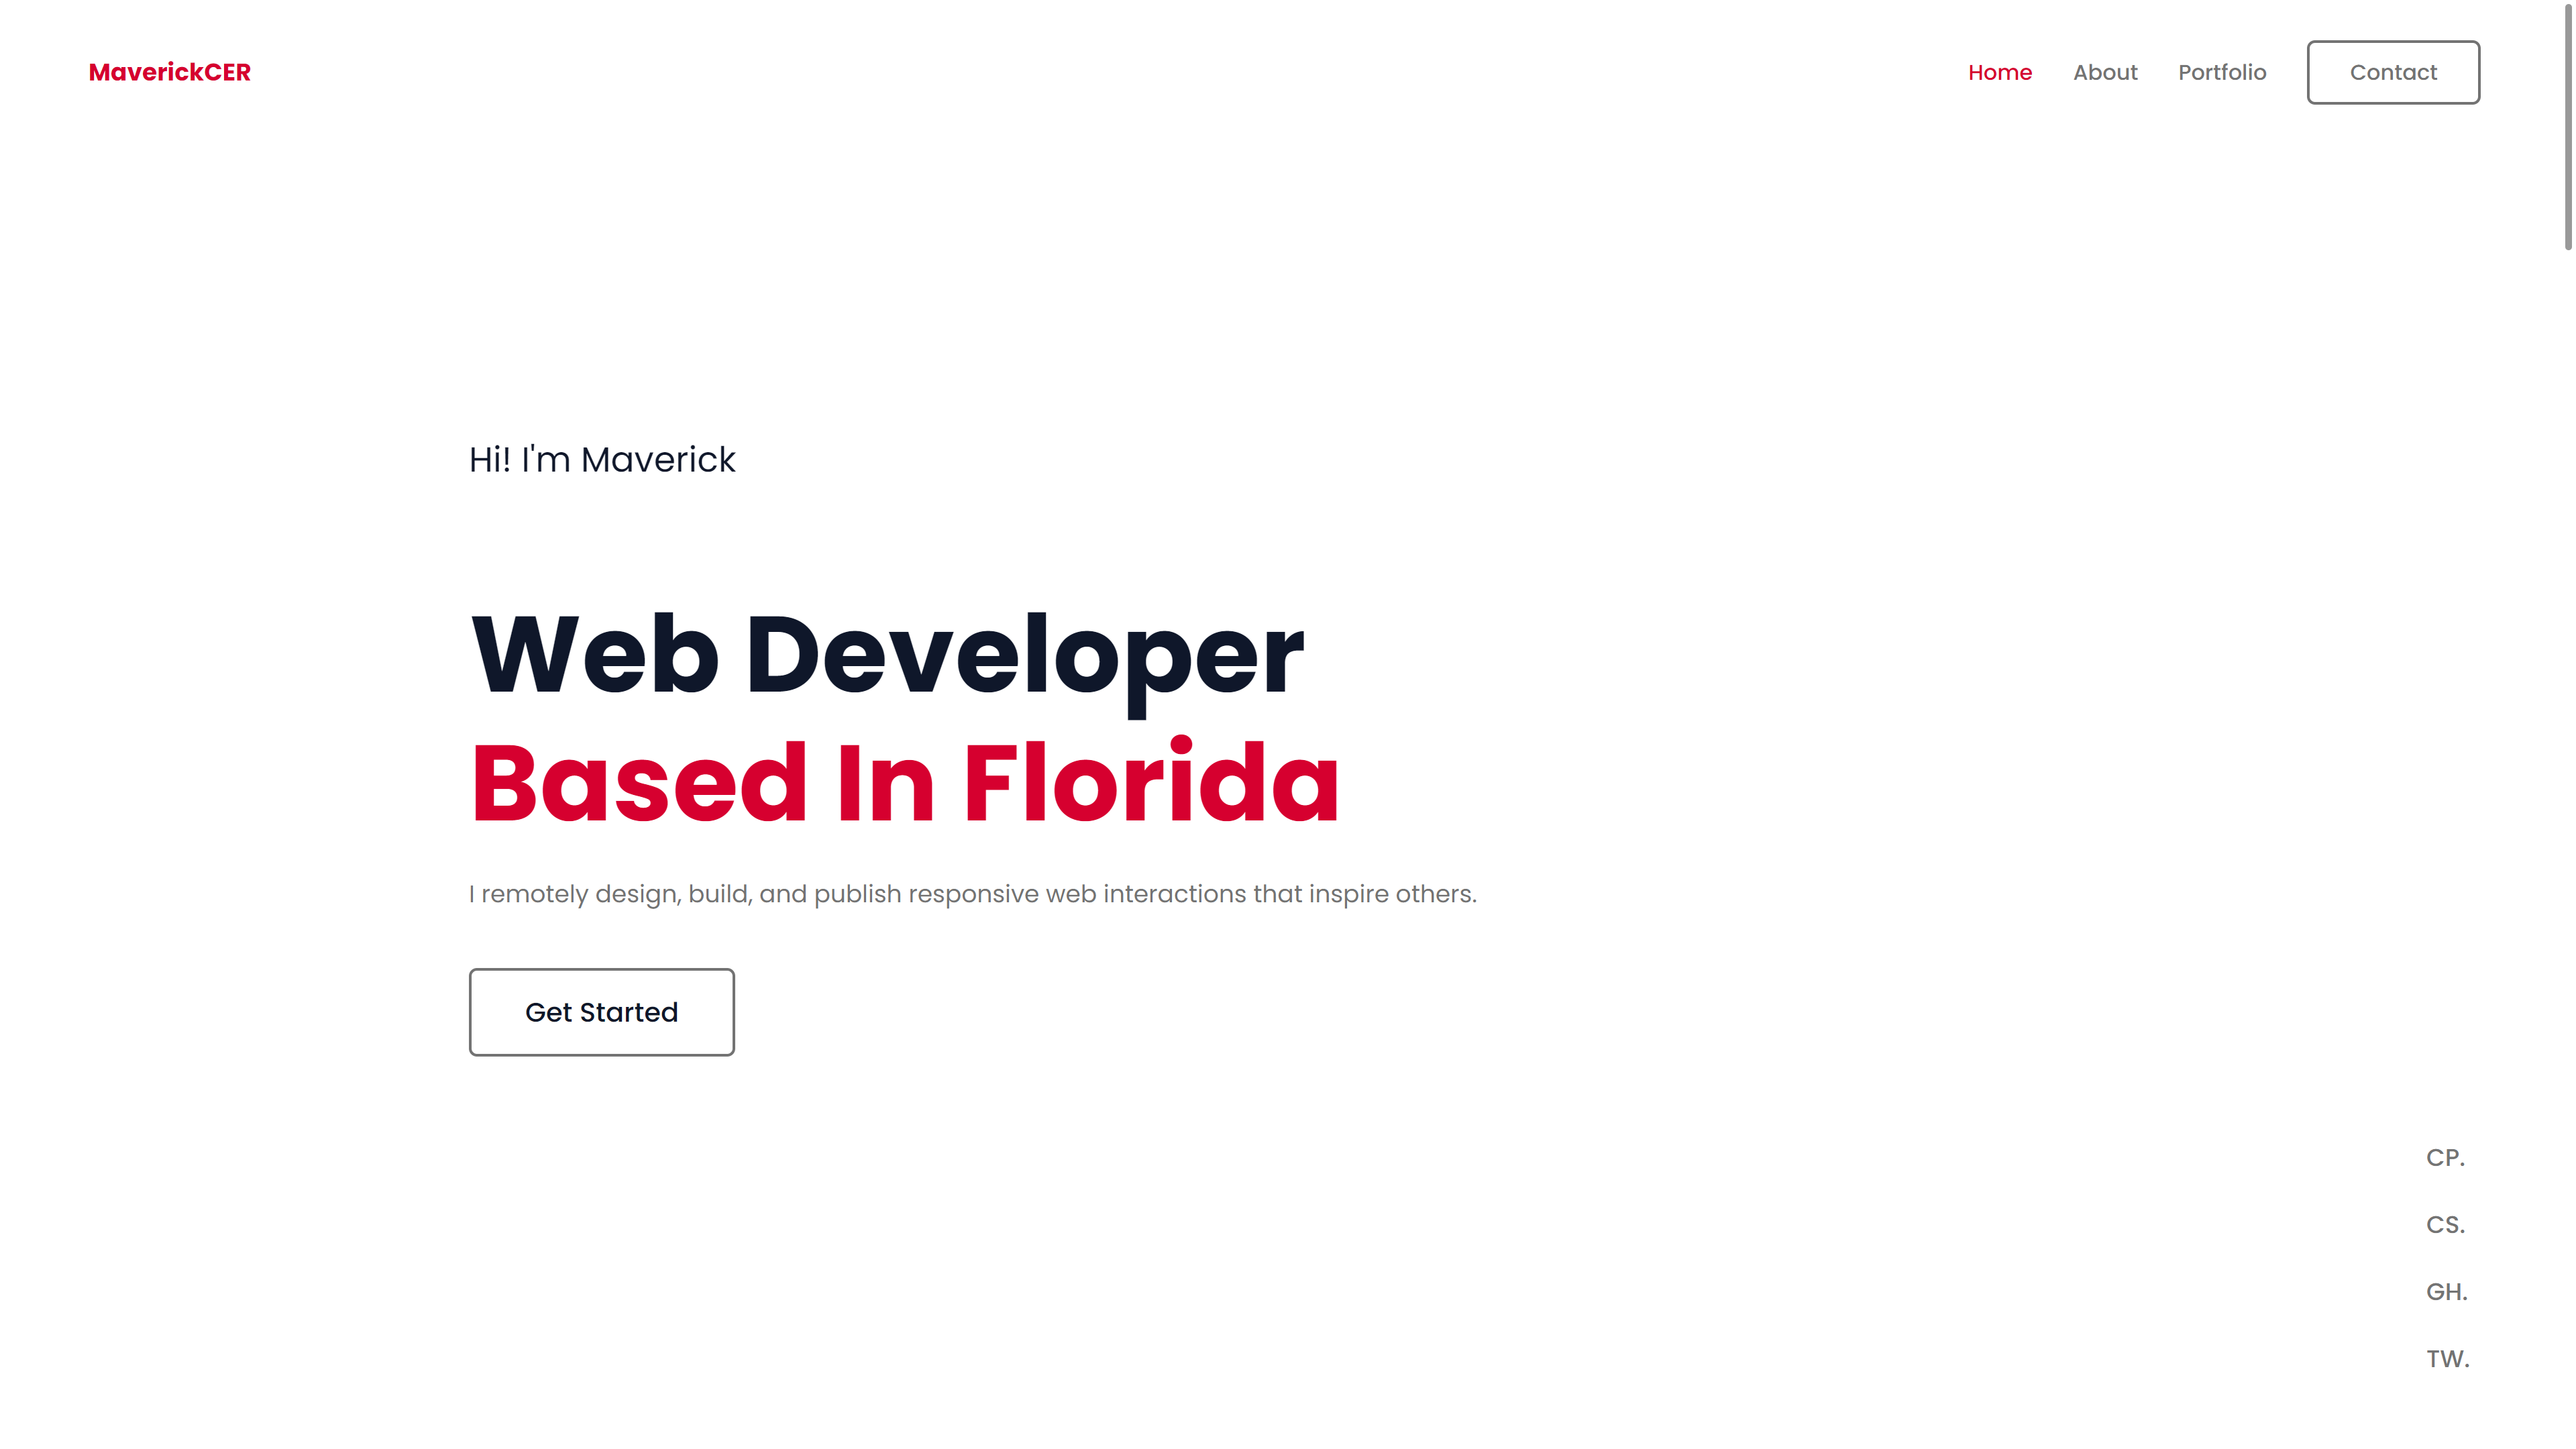 MaverickCER
Home
About
Portfolio
Contact
Hi! I'm Maverick
Web Developer
Based In Florida
I remotely design, build, and publish responsive web interactions that inspire others.
Get Started
CP.
CS.
GH.
TW.